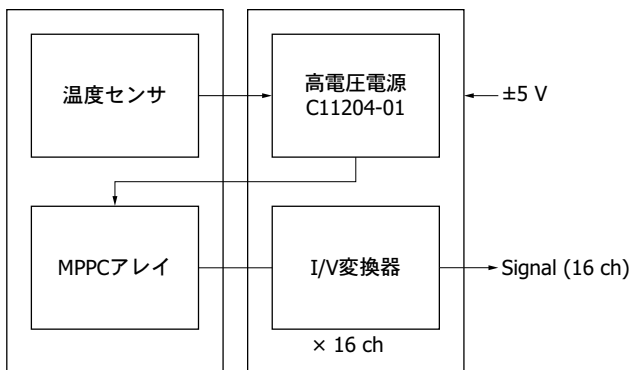 温度センサ
高電圧電源
C11204-01
±5 V
MPPCアレイ
I/V変換器
Signal (16 ch)
× 16 ch